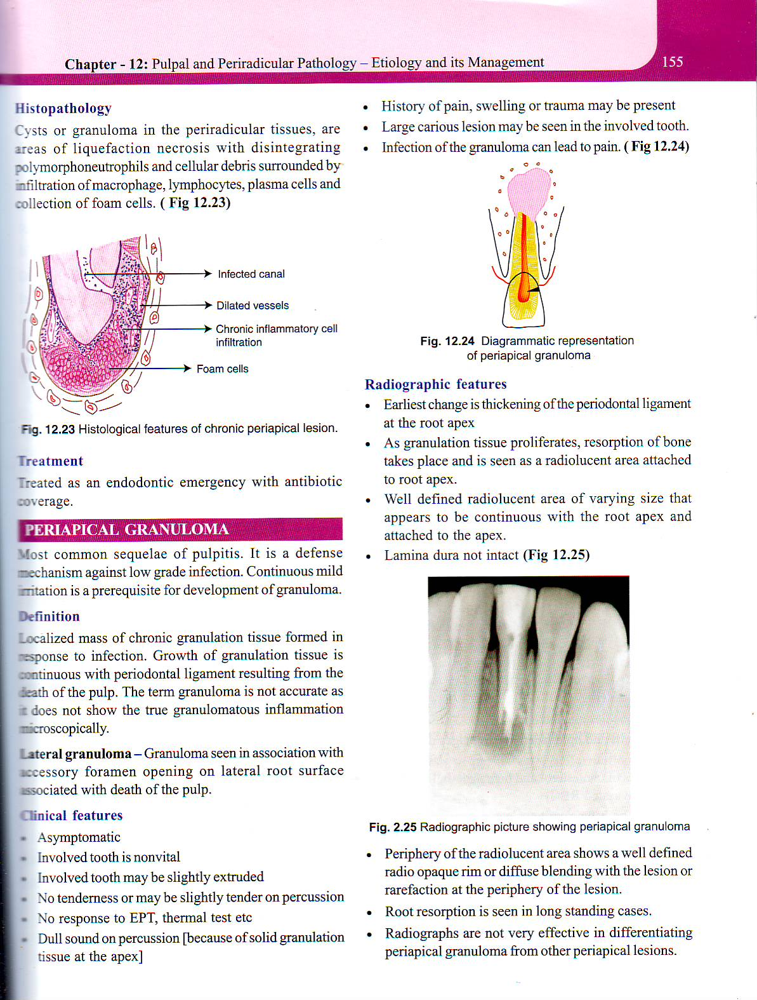 Chapter - 12: Pulpal and Periradicular Pathology – Etiology and its Management 155
Histopathology
Cysts or granuloma in the periradicular tissues, are
areas of liquefaction necrosis with disintegrating
polymorphoneutrophils and cellular debris surrounded by
infiltration of macrophage, lymphocytes, plasma cells and
collection of foam cells. ( Fig 12.23)
Infected canal
Dilated vessels
Chronic inflammatory cell
infiltration
Foam cells
Fig. 12.23 Histological features of chronic periapical lesion.
Treatment
Treated as an endodontic emergency with antibiotic
coverage.
PERIAPICAL GRANULOMA
Most common sequelae of pulpitis. It is a defense
mechanism against low grade infection. Continuous mild
irritation is a prerequisite for development of granuloma.
Definition
Localized mass of chronic granulation tissue formed in
response to infection. Growth of granulation tissue is
continuous with periodontal ligament resulting from the
death of the pulp. The term granuloma is not accurate as
it does not show the true granulomatous inflammation
microscopically.
Lateral granuloma – Granuloma seen in association with
accessory foramen opening on lateral root surface
associated with death of the pulp.
Clinical features
• Asymptomatic
• Involved tooth is nonvital
• Involved tooth may be slightly extruded
• No tenderness or may be slightly tender on percussion
• No response to EPT, thermal test etc
• Dull sound on percussion [because of solid granulation
tissue at the apex]
• History of pain, swelling or trauma may be present
• Large carious lesion may be seen in the involved tooth.
• Infection of the granuloma can lead to pain. ( Fig 12.24)
Fig. 12.24 Diagrammatic representation
of periapical granuloma
Radiographic features
• Earliest change is thickening of the periodontal ligament
at the root apex
• As granulation tissue proliferates, resorption of bone
takes place and is seen as a radiolucent area attached
to root apex.
• Well defined radiolucent area of varying size that
appears to be continuous with the root apex and
attached to the apex.
• Lamina dura not intact (Fig 12.25)
Fig. 2.25 Radiographic picture showing periapical granuloma
• Periphery of the radiolucent area shows a well defined
radio opaque rim or diffuse blending with the lesion or
rarefaction at the periphery of the lesion.
• Root resorption is seen in long standing cases.
• Radiographs are not very effective in differentiating
periapical granuloma from other periapical lesions.